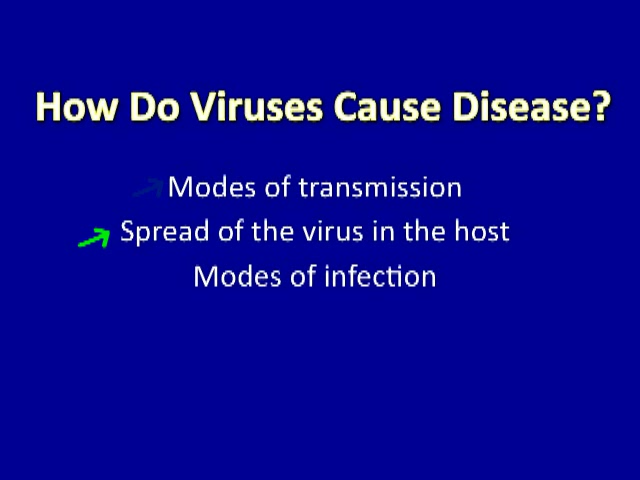 How Do Viruses Cause Disease?
Modes of transmission
Spread of the virus in the host
Modes of infection